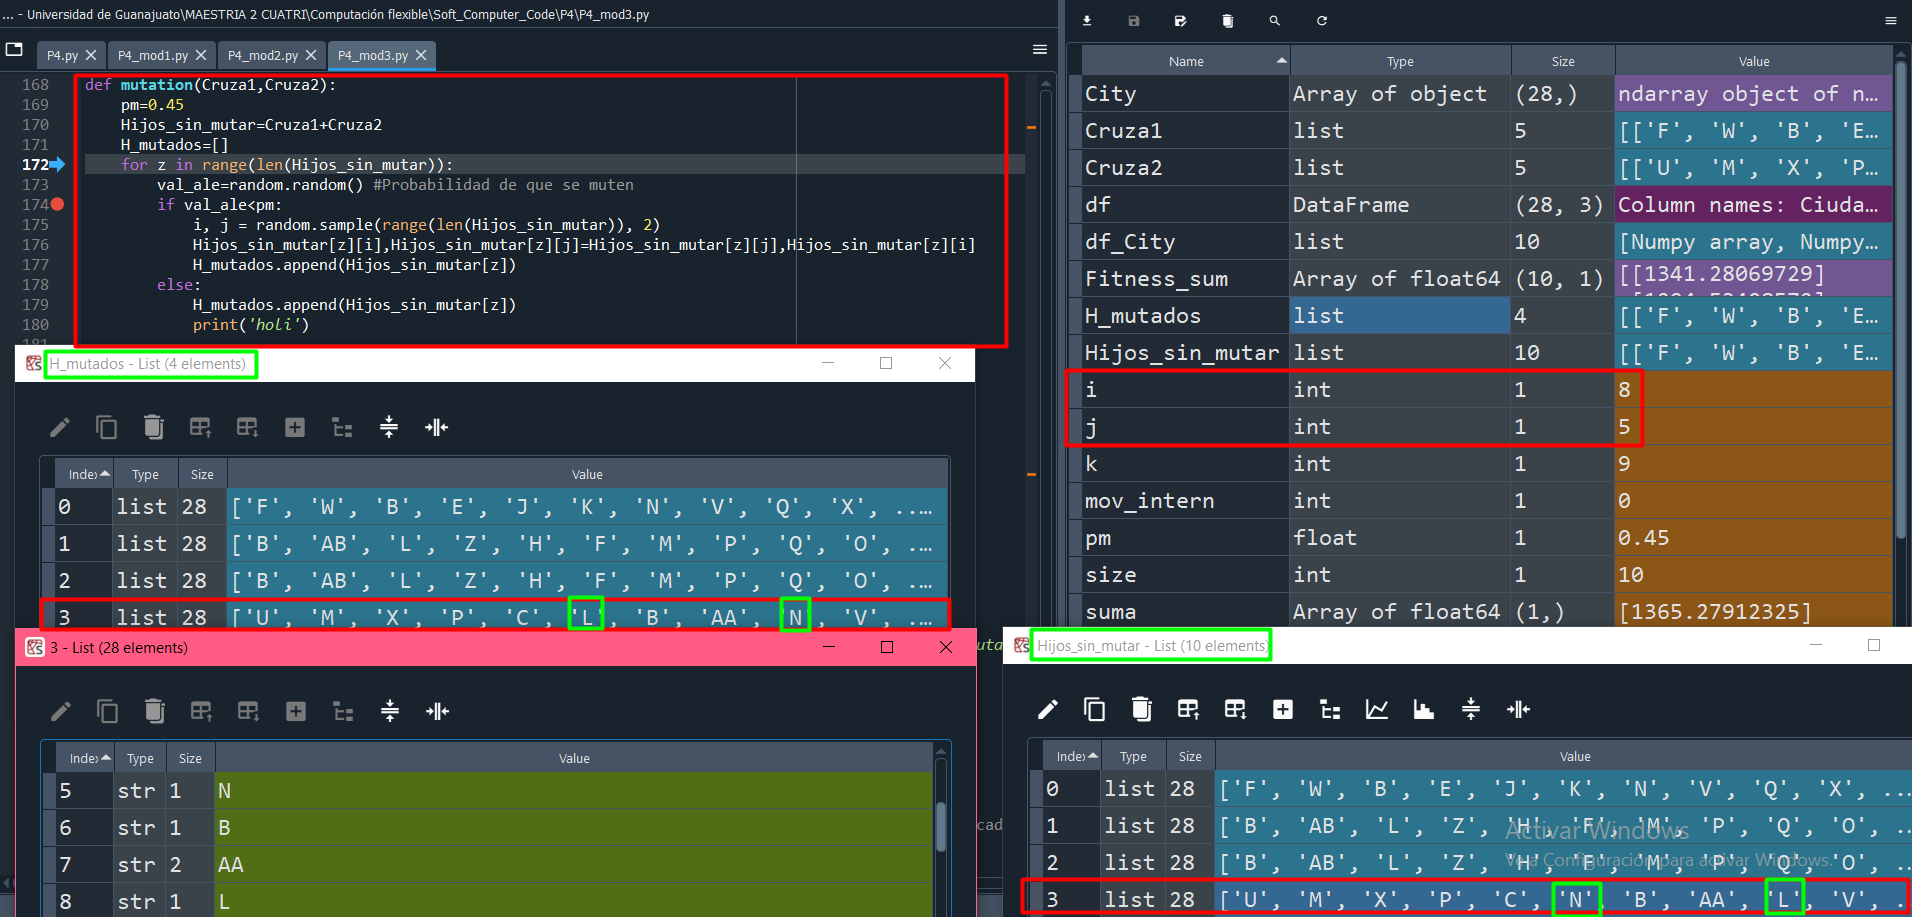 ... - Universidad de Guanajuato\MAESTRIA 2 CUATRI\Computación flexible\Soft_Computer_Code\P4\P4_mod3.py
P4.py P4_mod1.py P4_mod2.py P4_mod3.py
168 def mutation(Cruza1,Cruza2):
169 pm=0.45
170 Hijos_sin_mutar=Cruza1+Cruza2
171 H_mutados=[]
172 for z in range(len(Hijos_sin_mutar)):
173 val_ale=random.random() #Probabilidad de que se muten
174 if val_ale<pm:
175 i, j = random.sample(range(len(Hijos_sin_mutar)), 2)
176 Hijos_sin_mutar[z][i],Hijos_sin_mutar[z][j]=Hijos_sin_mutar[z][j],Hijos_sin_mutar[z][i]
177 H_mutados.append(Hijos_sin_mutar[z])
178 else:
179 H_mutados.append(Hijos_sin_mutar[z])
180 print('holi')
181
Name Type Size Value
City Array of object (28,) ndarray object of n…
Cruza1 list 5 [['F', 'W', 'B', 'E…
Cruza2 list 5 [['U', 'M', 'X', 'P…
df DataFrame (28, 3) Column names: Ciuda…
df_City list 10 [Numpy array, Numpy…
Fitness_sum Array of float64 (10, 1) [[1341.28069729]
H_mutados list 4 [['F', 'W', 'B', 'E…
Hijos_sin_mutar list 10 [['F', 'W', 'B', 'E…
i int 1 8
j int 1 5
k int 1 9
mov_intern int 1 0
pm float 1 0.45
size int 1 10
suma Array of float64 (1,) [1365.27912325]
H_mutados - List (4 elements)
Index Type Size Value
0 list 28 ['F', 'W', 'B', 'E', 'J', 'K', 'N', 'V', 'Q', 'X', ..…
1 list 28 ['B', 'AB', 'L', 'Z', 'H', 'F', 'M', 'P', 'Q', 'O', .…
2 list 28 ['B', 'AB', 'L', 'Z', 'H', 'F', 'M', 'P', 'Q', 'O', .…
3 list 28 ['U', 'M', 'X', 'P', 'C', 'L', 'B', 'AA', 'N', 'V', ..…
3 - List (28 elements)
Index Type Size Value
5 str 1 N
6 str 1 B
7 str 2 AA
8 str 1 L
uta
cad
Hijos_sin_mutar - List (10 elements)
Index Type Size Value
0 list 28 ['F', 'W', 'B', 'E', 'J', 'K', 'N', 'V', 'Q', 'X', ...
1 list 28 ['B', 'AB', 'L', 'Z', 'H', 'F', 'M', 'P', 'Q', 'O', ..
2 list 28 ['B', 'AB', 'L', 'Z', 'H', 'F', 'M', 'P', 'Q', 'O', ..
3 list 28 ['U', 'M', 'X', 'P', 'C', 'N', 'B', 'AA', 'L', 'V', .
Activar Windows
Ve a Configuración para activar Windows.